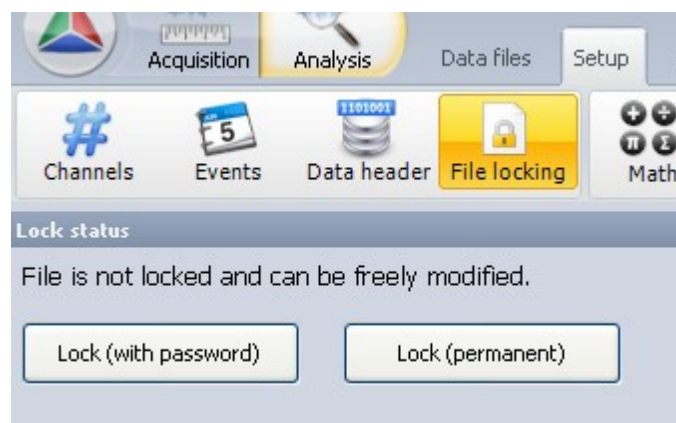 Acquisition Analysis Data files Setup
5 1101001
Channels Events Data header File locking Math
Lock status
File is not locked and can be freely modified.
Lock (with password) Lock (permanent)